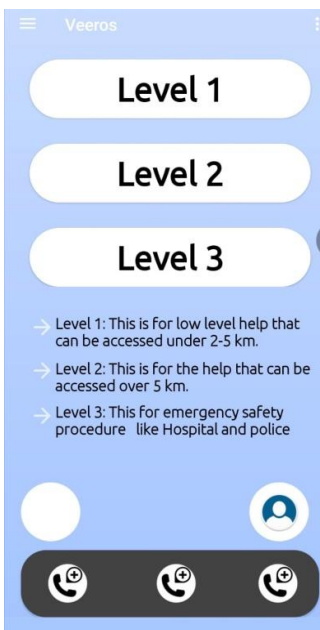 Veeros
Level 1
Level 2
Level 3
Level 1: This is for low level help that
can be accessed under 2-5 km.
Level 2: This is for the help that can be
accessed over 5 km.
Level 3: This for emergency safety
procedure like Hospital and police